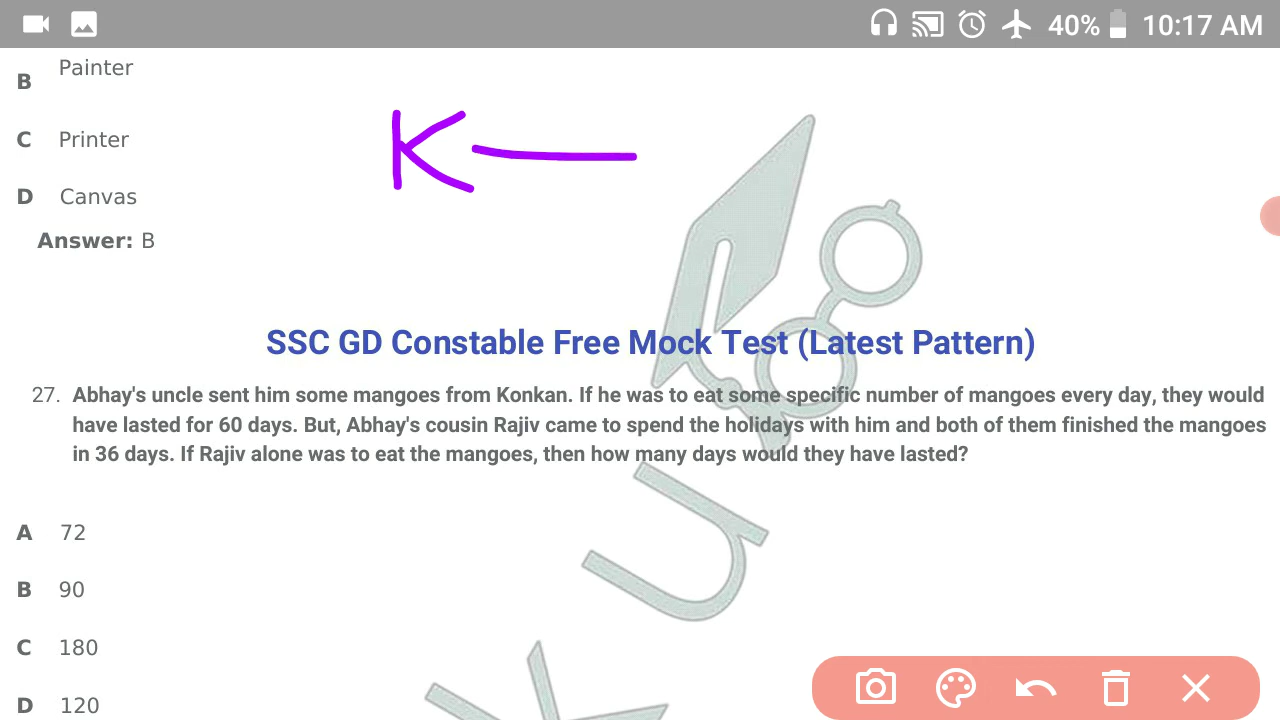 40% 10:17 AM
B Painter
C Printer
K
D Canvas
Answer: B
SSC GD Constable Free Mock Test (Latest Pattern)
27. Abhay's uncle sent him some mangoes from Konkan. If he was to eat some specific number of mangoes every day, they would
have lasted for 60 days. But, Abhay's cousin Rajiv came to spend the holidays with him and both of them finished the mangoes
in 36 days. If Rajiv alone was to eat the mangoes, then how many days would they have lasted?
A 72
B 90
C 180
D 120